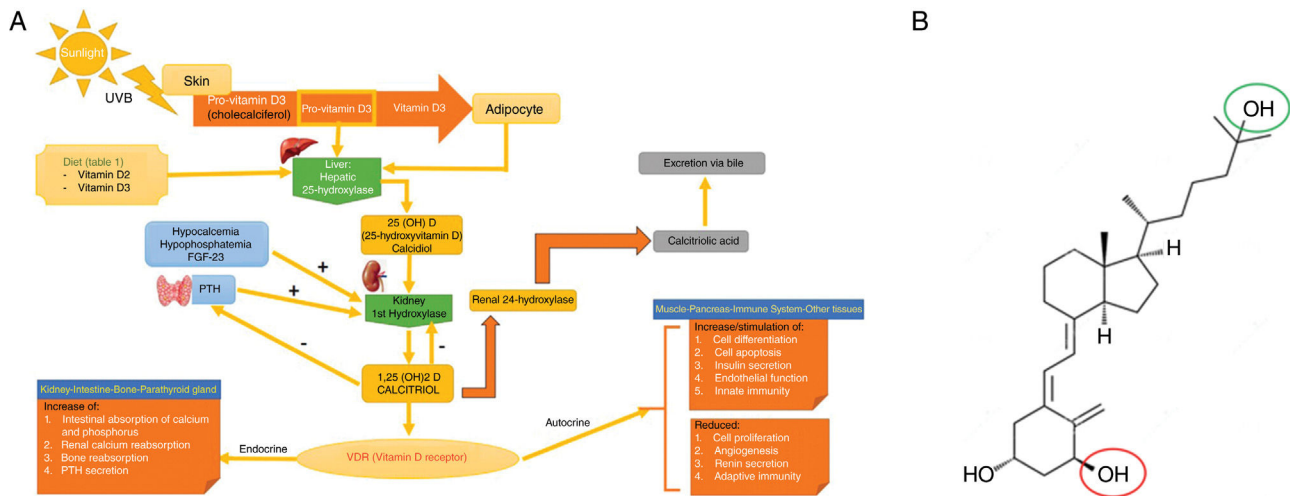 A
Sunlight
UVB
Skin
Pro-vitamin D3
(cholecalciferol)
Pro-vitamin D3
Vitamin D3
Adipocyte
Diet (table 1)
- Vitamin D2
- Vitamin D3
Liver:
Hepatic
25-hydroxylase
25 (OH) D
(25-hydroxyvitamin D)
Calcidiol
Hypocalcemia
Hypophosphatemia
FGF-23
+
PTH
+
Kidney
1st Hydroxylase
-
-
1,25 (OH)2 D
CALCITRIOL
Renal 24-hydroxylase
Calcitriolic acid
Excretion via bile
Kidney-Intestine-Bone-Parathyroid gland
Increase of:
1. Intestinal absorption of calcium
and phosphorus
2. Renal calcium reabsorption
3. Bone reabsorption
4. PTH secretion
Endocrine
VDR (Vitamin D receptor)
Autocrine
Muscle-Pancreas-Immune System-Other tissues
Increase/stimulation of:
1. Cell differentiation
2. Cell apoptosis
3. Insulin secretion
4. Endothelial function
5. Innate immunity
Reduced:
1. Cell proliferation
2. Angiogenesis
3. Renin secretion
4. Adaptive immunity
B
OH
H
H
HO
OH